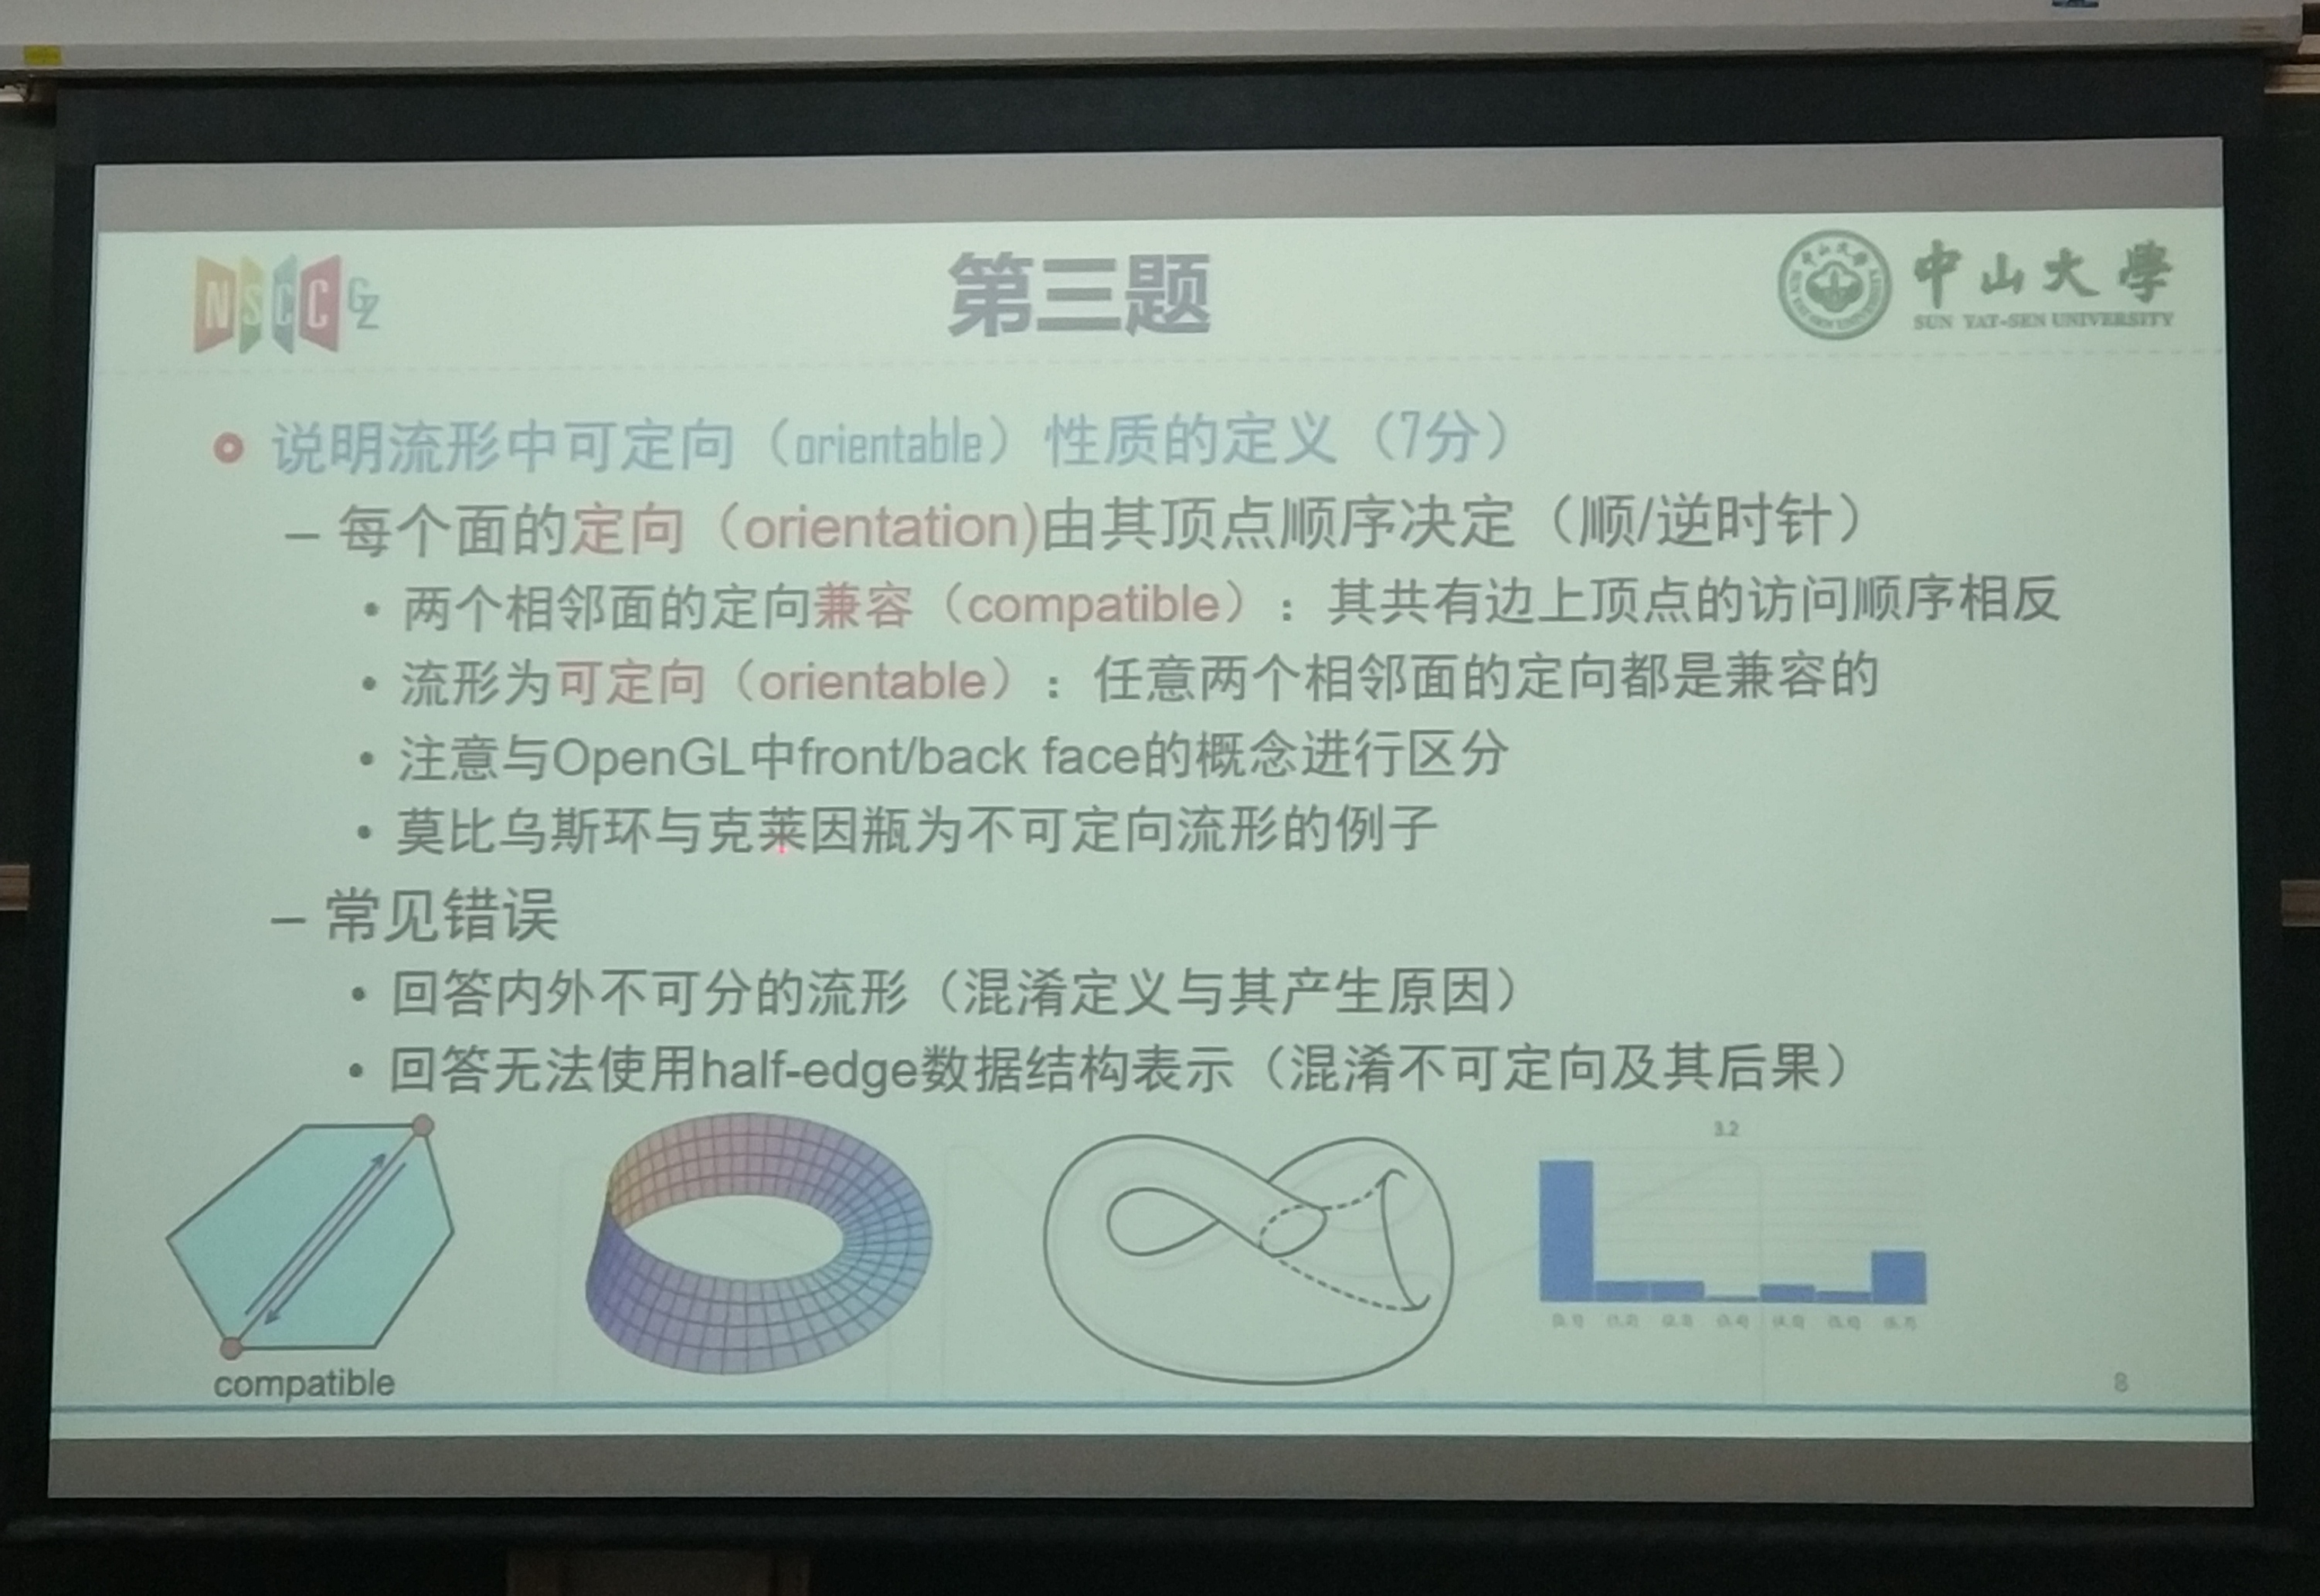 NSCC GZ
第三题
中山大學
SUN YAT-SEN UNIVERSITY
说明流形中可定向（orientable）性质的定义（7分）
– 每个面的定向（orientation)由其顶点顺序决定（顺/逆时针）
• 两个相邻面的定向兼容（compatible）：其共有边上顶点的访问顺序相反
• 流形为可定向（orientable）：任意两个相邻面的定向都是兼容的
• 注意与OpenGL中front/back face的概念进行区分
• 莫比乌斯环与克莱因瓶为不可定向流形的例子
– 常见错误
• 回答内外不可分的流形（混淆定义与其产生原因）
• 回答无法使用half-edge数据结构表示（混淆不可定向及其后果）
compatible
3.2
8